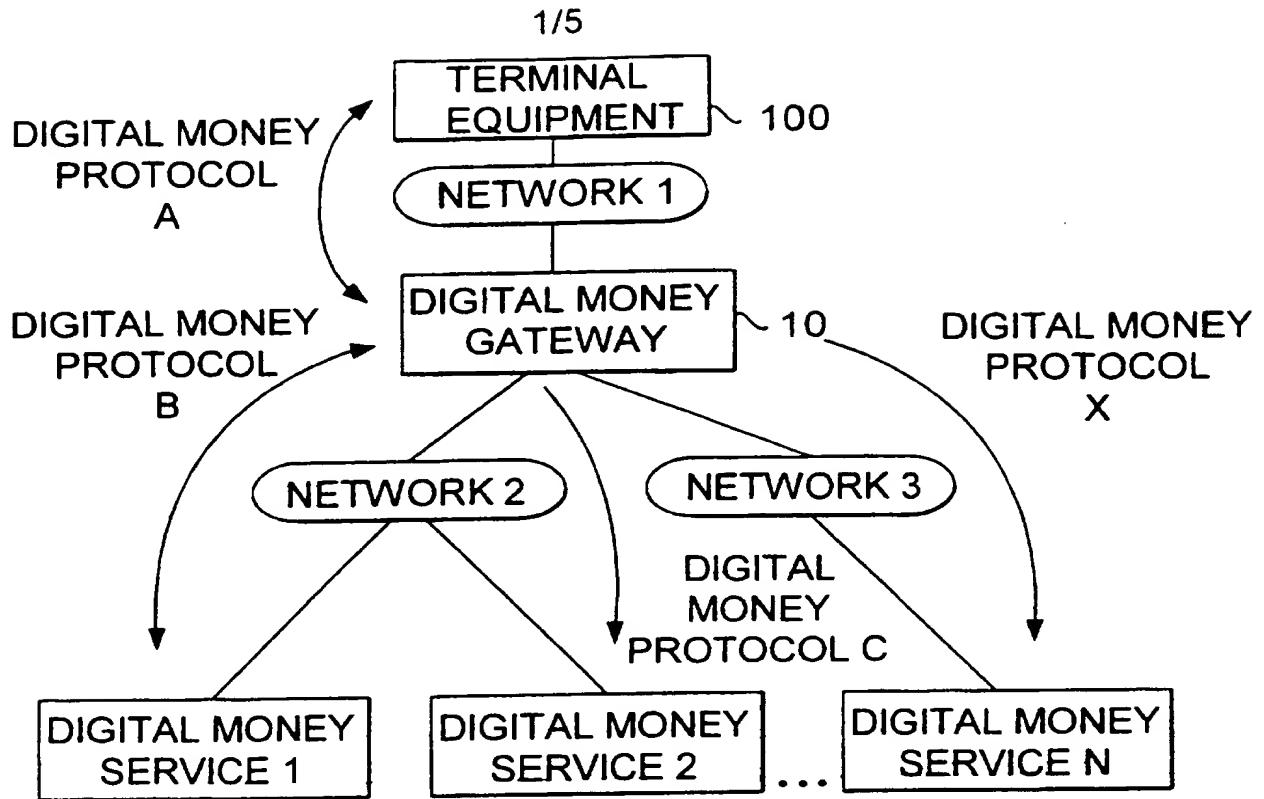 1/5
TERMINAL
EQUIPMENT
100
DIGITAL MONEY
PROTOCOL
A
NETWORK 1
DIGITAL MONEY
GATEWAY
10
DIGITAL MONEY
PROTOCOL
B
DIGITAL MONEY
PROTOCOL
X
NETWORK 2
NETWORK 3
DIGITAL
MONEY
PROTOCOL C
DIGITAL MONEY
SERVICE 1
DIGITAL MONEY
SERVICE 2
...
DIGITAL MONEY
SERVICE N